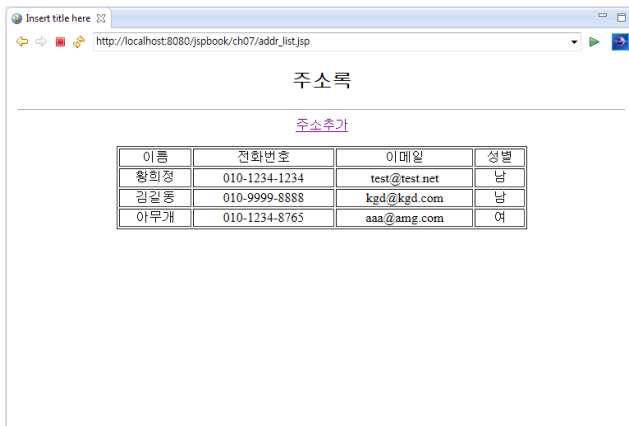 Insert title here
http://localhost:8080/jspbook/ch07/addr_list.jsp
주소록
주소추가
이름 전화번호 이메일 성별
황희정 010-1234-1234 test@test.net 남
김길동 010-9999-8888 kgd@kgd.com 남
아무개 010-1234-8765 aaa@amg.com 여